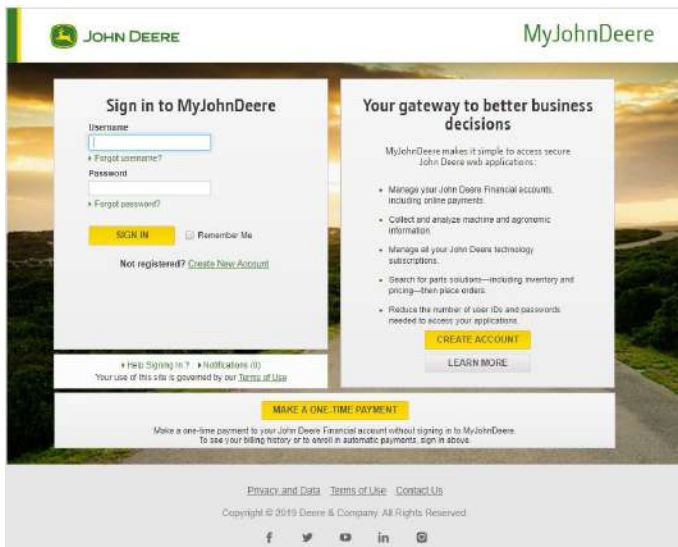 JOHN DEERE
MyJohnDeere
Sign in to MyJohnDeere
Username
Forgot username?
Password
Forgot password?
SIGN IN
Remember Me
Not registered? Create New Account
Help Signing In ? Notifications (0)
Your use of this site is governed by our Terms of Use
Your gateway to better business
decisions
MyJohnDeere makes it simple to access secure
John Deere web applications:
Manage your John Deere Financial accounts,
including online payments.
Collect and analyze machine and agronomic
information.
Manage all your John Deere technology
subscriptions.
Search for parts solutions—including inventory and
pricing—then place orders.
Reduce the number of user IDs and passwords
needed to access your applications.
CREATE ACCOUNT
LEARN MORE
MAKE A ONE-TIME PAYMENT
Make a one-time payment to your John Deere Financial account without signing in to MyJohnDeere.
To see your billing history or to enroll in automatic payments, sign in above.
Privacy and Data Terms of Use Contact Us
Copyright © 2019 Deere & Company. All Rights Reserved.